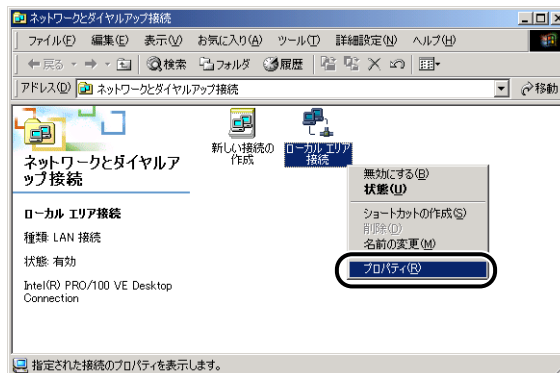 ネットワークとダイヤルアップ接続
ファイル(F) 編集(E) 表示(V) お気に入り(A) ツール(T) 詳細設定(N) ヘルプ(H)
戻る 検索 フォルダ 履歴
アドレス(D) ネットワークとダイヤルアップ接続 移動
新しい接続の
作成
ローカル エリア
接続
ネットワークとダイヤルア
ップ接続
ローカル エリア接続
種類: LAN 接続
状態: 有効
Intel(R) PRO/100 VE Desktop
Connection
無効にする(B)
状態(U)
ショートカットの作成(S)
削除(D)
名前の変更(M)
プロパティ(R)
指定された接続のプロパティを表示します。